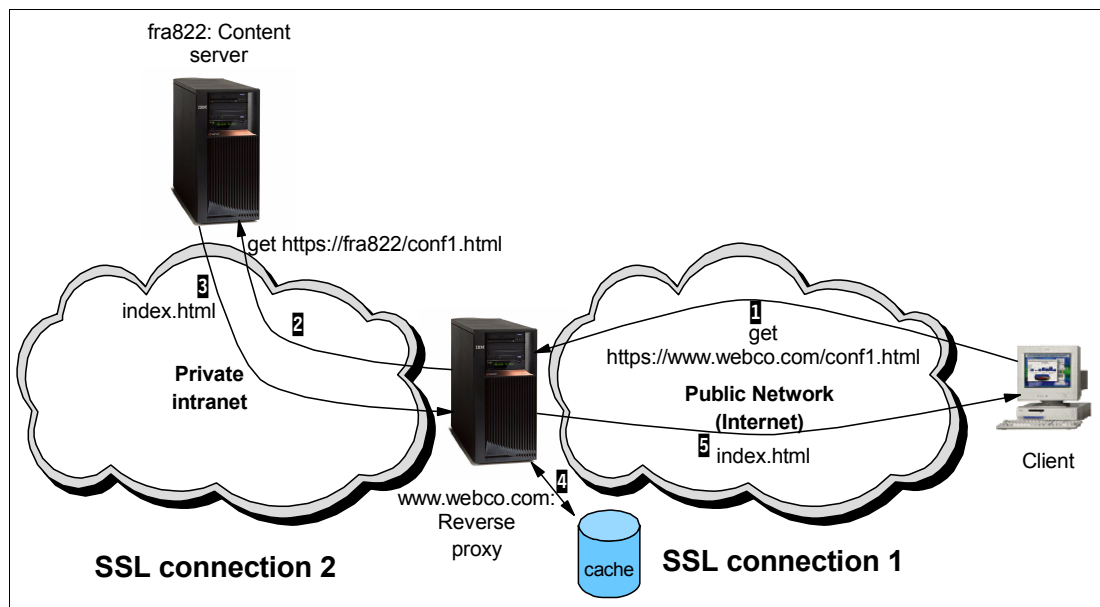 fra822: Content
server
get https://fra822/conf1.html
3
index.html
2
1
get
https://www.webco.com/conf1.html
Private
intranet
Public Network
(Internet)
5 index.html
Client
4
www.webco.com:
Reverse
proxy
cache
SSL connection 2
SSL connection 1